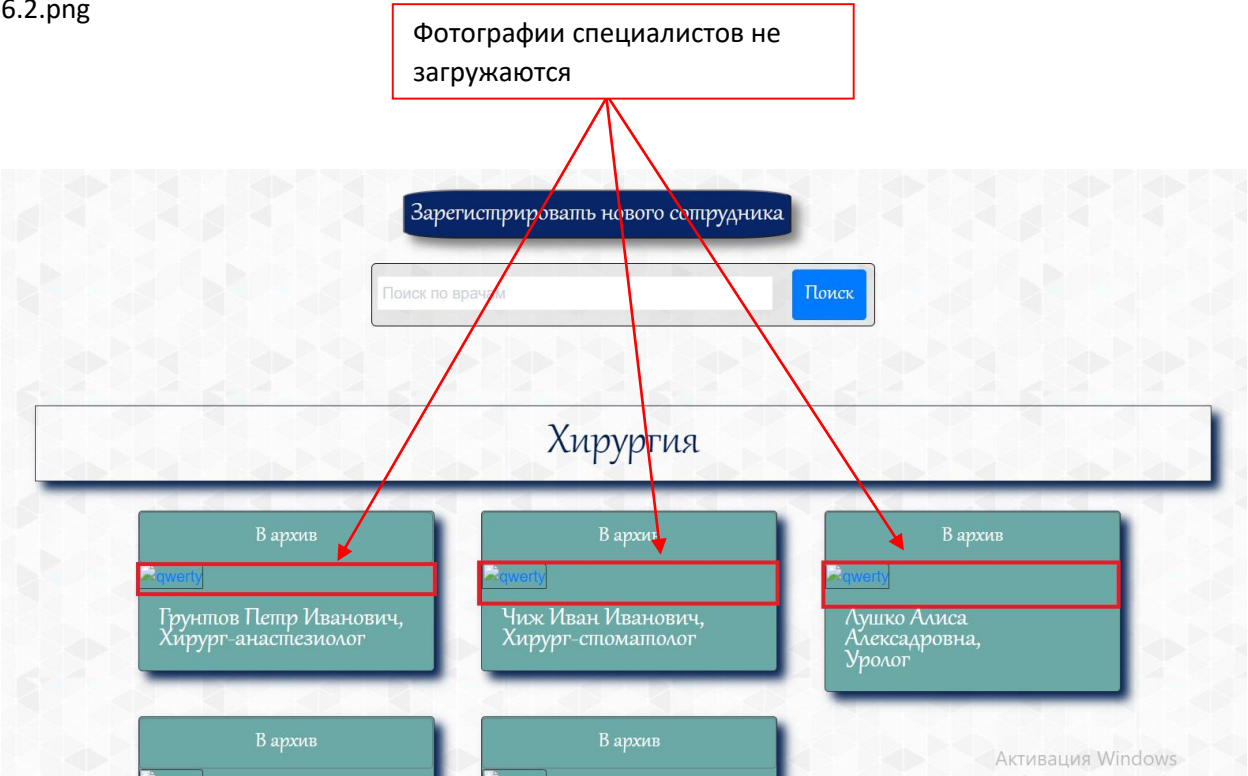 6.2.png
Фотографии специалистов не
загружаются
Зарегистрировать нового сотрудника
Поиск по врачам
Поиск
Хирургия
В архив
В архив
В архив
qwerty
qwerty
qwerty
Грунтов Петр Иванович,
Хирург-анастезиолог
Чиж Иван Иванович,
Хирург-стоматолог
Лушко Алиса
Алексадровна,
Уролог
В архив
В архив
Активация Windows